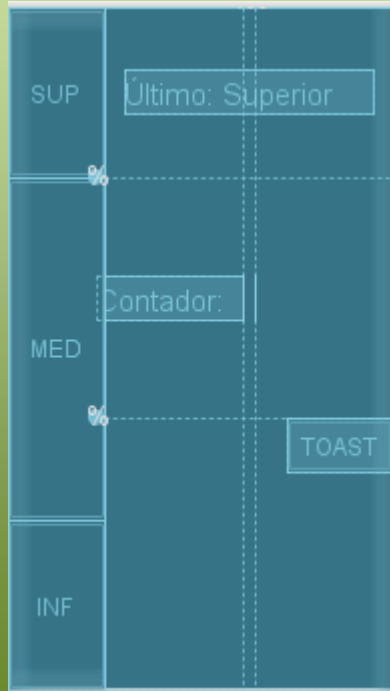 SUP
Último: Superior
%
Contador:
MED
%
TOAST
INF